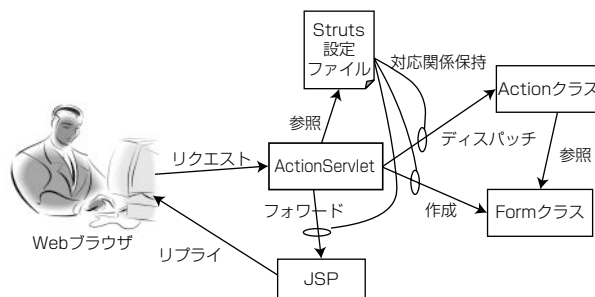 Struts
設定
ファイル
対応関係保持
Actionクラス
参照
ディスパッチ
リクエスト
ActionServlet
参照
フォワード
作成
Formクラス
Webブラウザ
リプライ
JSP